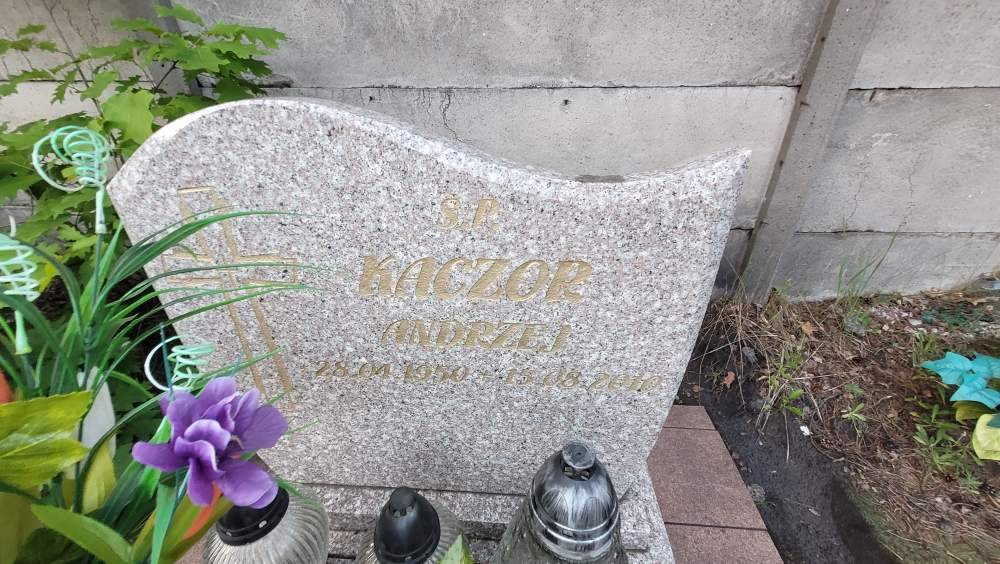 Ś.P.
KACZOR
ANDRZEJ
28.04.1950 - 15.08.2010